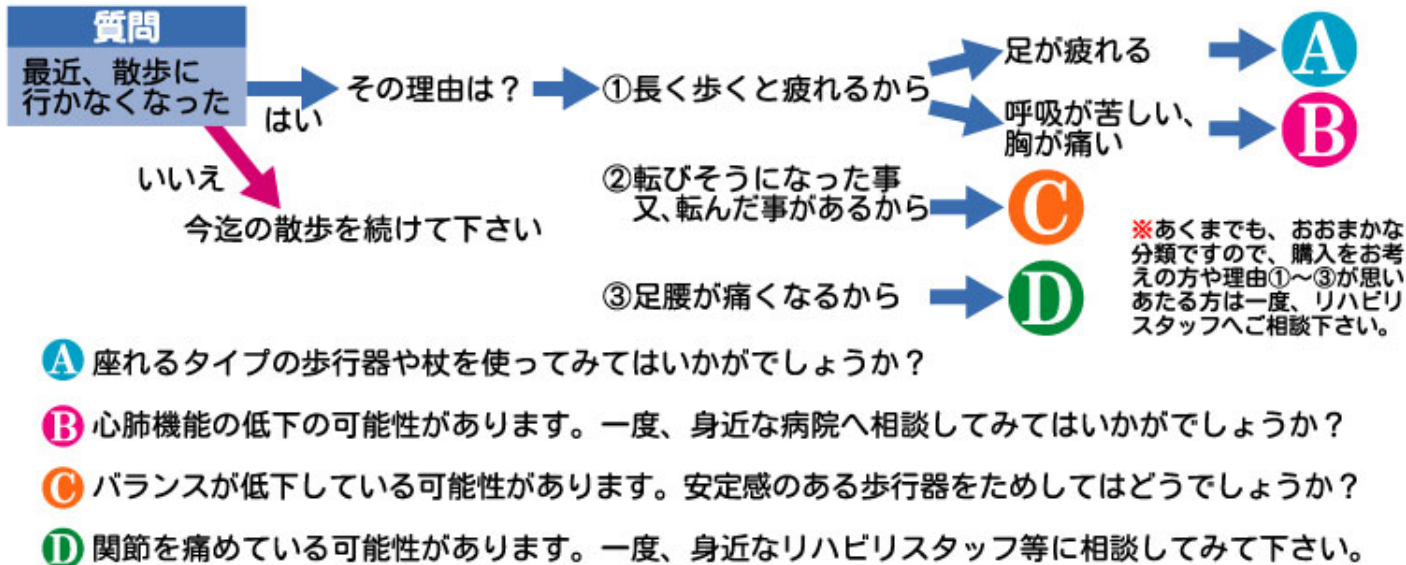 質問
最近、散歩に
行かなくなった
はい
いいえ
今迄の散歩を続けて下さい
その理由は？
①長く歩くと疲れるから
足が疲れる
A
呼吸が苦しい、
胸が痛い
B
②転びそうになった事
又、転んだ事があるから
C
③足腰が痛くなるから
D
※あくまでも、おおまかな
分類ですので、購入をお考
えの方や理由①～③が思い
あたる方は一度、リハビリ
スタッフへご相談下さい。
A 座れるタイプの歩行器や杖を使ってみてはいかがでしょうか？
B 心肺機能の低下の可能性があります。一度、身近な病院へ相談してみてはいかがでしょうか？
C バランスが低下している可能性があります。安定感のある歩行器をためしてはどうでしょうか？
D 関節を痛めている可能性があります。一度、身近なリハビリスタッフ等に相談してみて下さい。